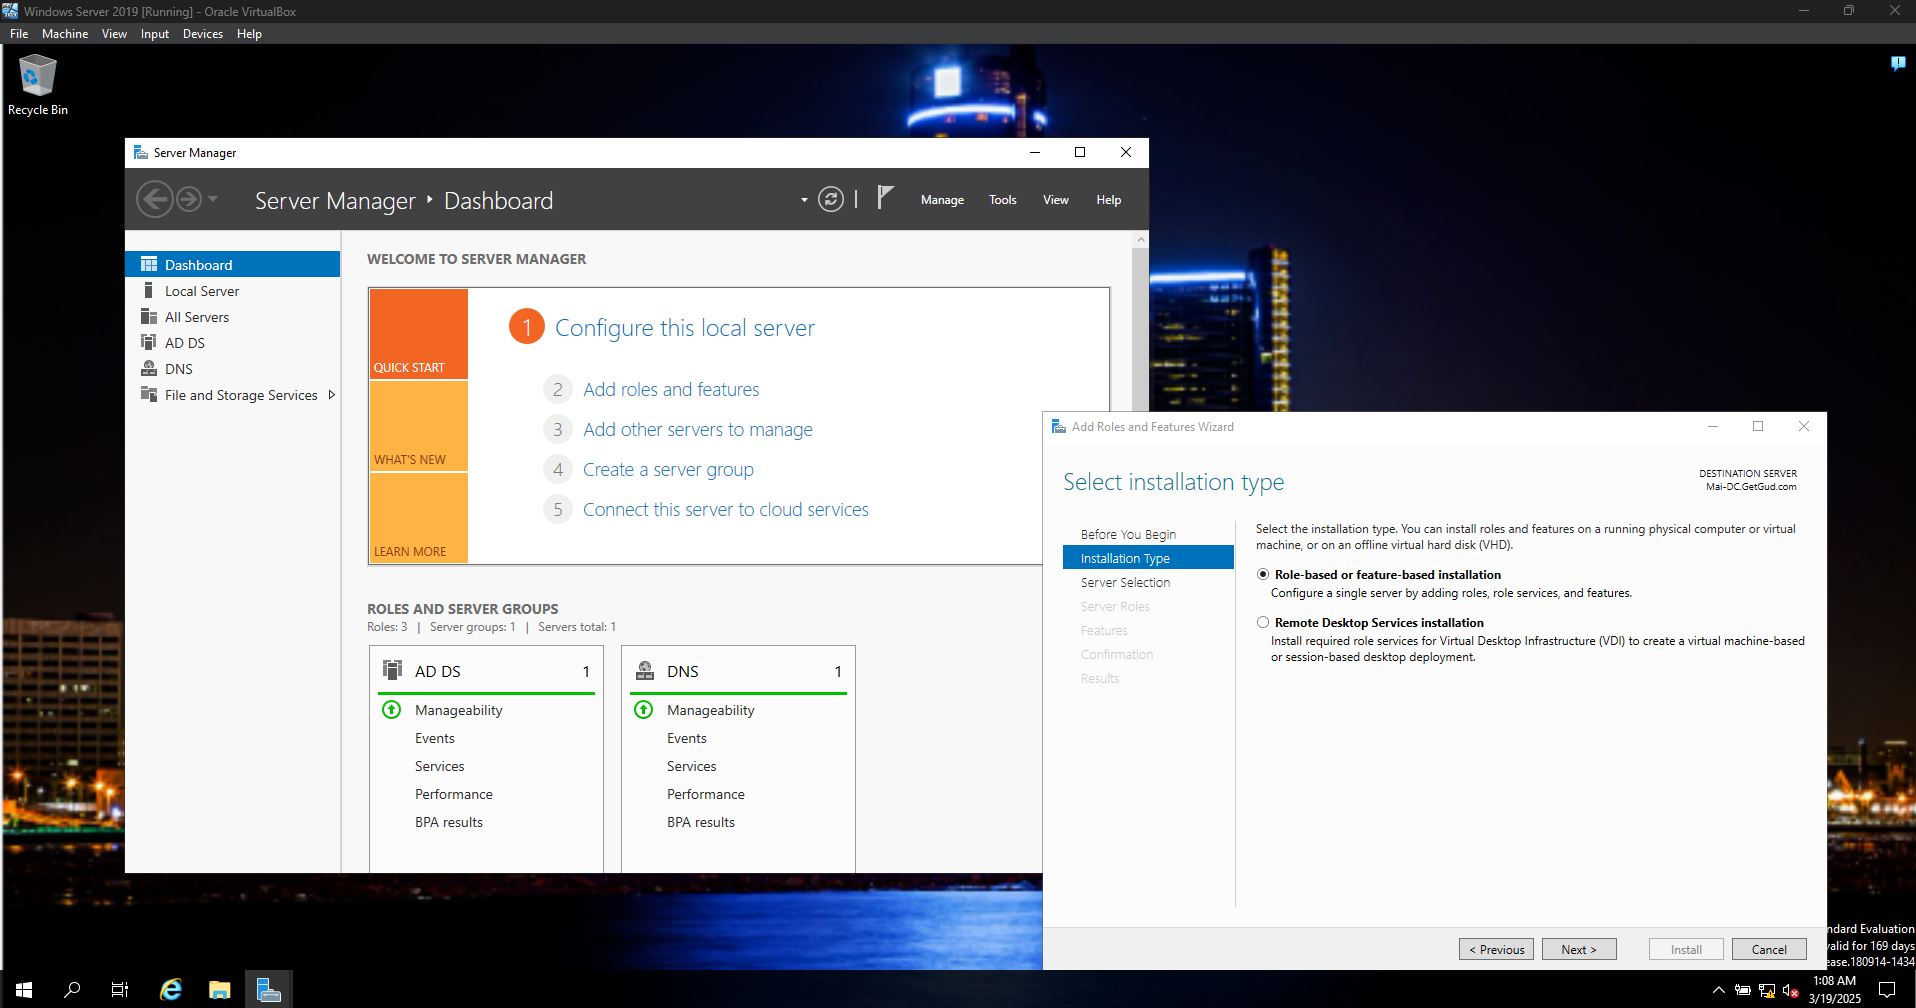 Windows Server 2019 [Running] - Oracle VirtualBox
File Machine View Input Devices Help
Recycle Bin
Server Manager
Server Manager Dashboard
Manage Tools View Help
Dashboard
Local Server
All Servers
AD DS
DNS
File and Storage Services
WELCOME TO SERVER MANAGER
QUICK START
WHAT'S NEW
LEARN MORE
1 Configure this local server
2 Add roles and features
3 Add other servers to manage
4 Create a server group
5 Connect this server to cloud services
ROLES AND SERVER GROUPS
Roles: 3 | Server groups: 1 | Servers total: 1
AD DS 1
Manageability
Events
Services
Performance
BPA results
DNS 1
Manageability
Events
Services
Performance
BPA results
Add Roles and Features Wizard
Select installation type
DESTINATION SERVER
Mai-DC.GetGud.com
Before You Begin
Installation Type
Server Selection
Server Roles
Features
Confirmation
Results
Select the installation type. You can install roles and features on a running physical computer or virtual
machine, or on an offline virtual hard disk (VHD).
Role-based or feature-based installation
Configure a single server by adding roles, role services, and features.
Remote Desktop Services installation
Install required role services for Virtual Desktop Infrastructure (VDI) to create a virtual machine-based
or session-based desktop deployment.
< Previous Next > Install Cancel
ndard Evaluation
valid for 169 days
ease.180914-1434
1:08 AM
3/19/2025